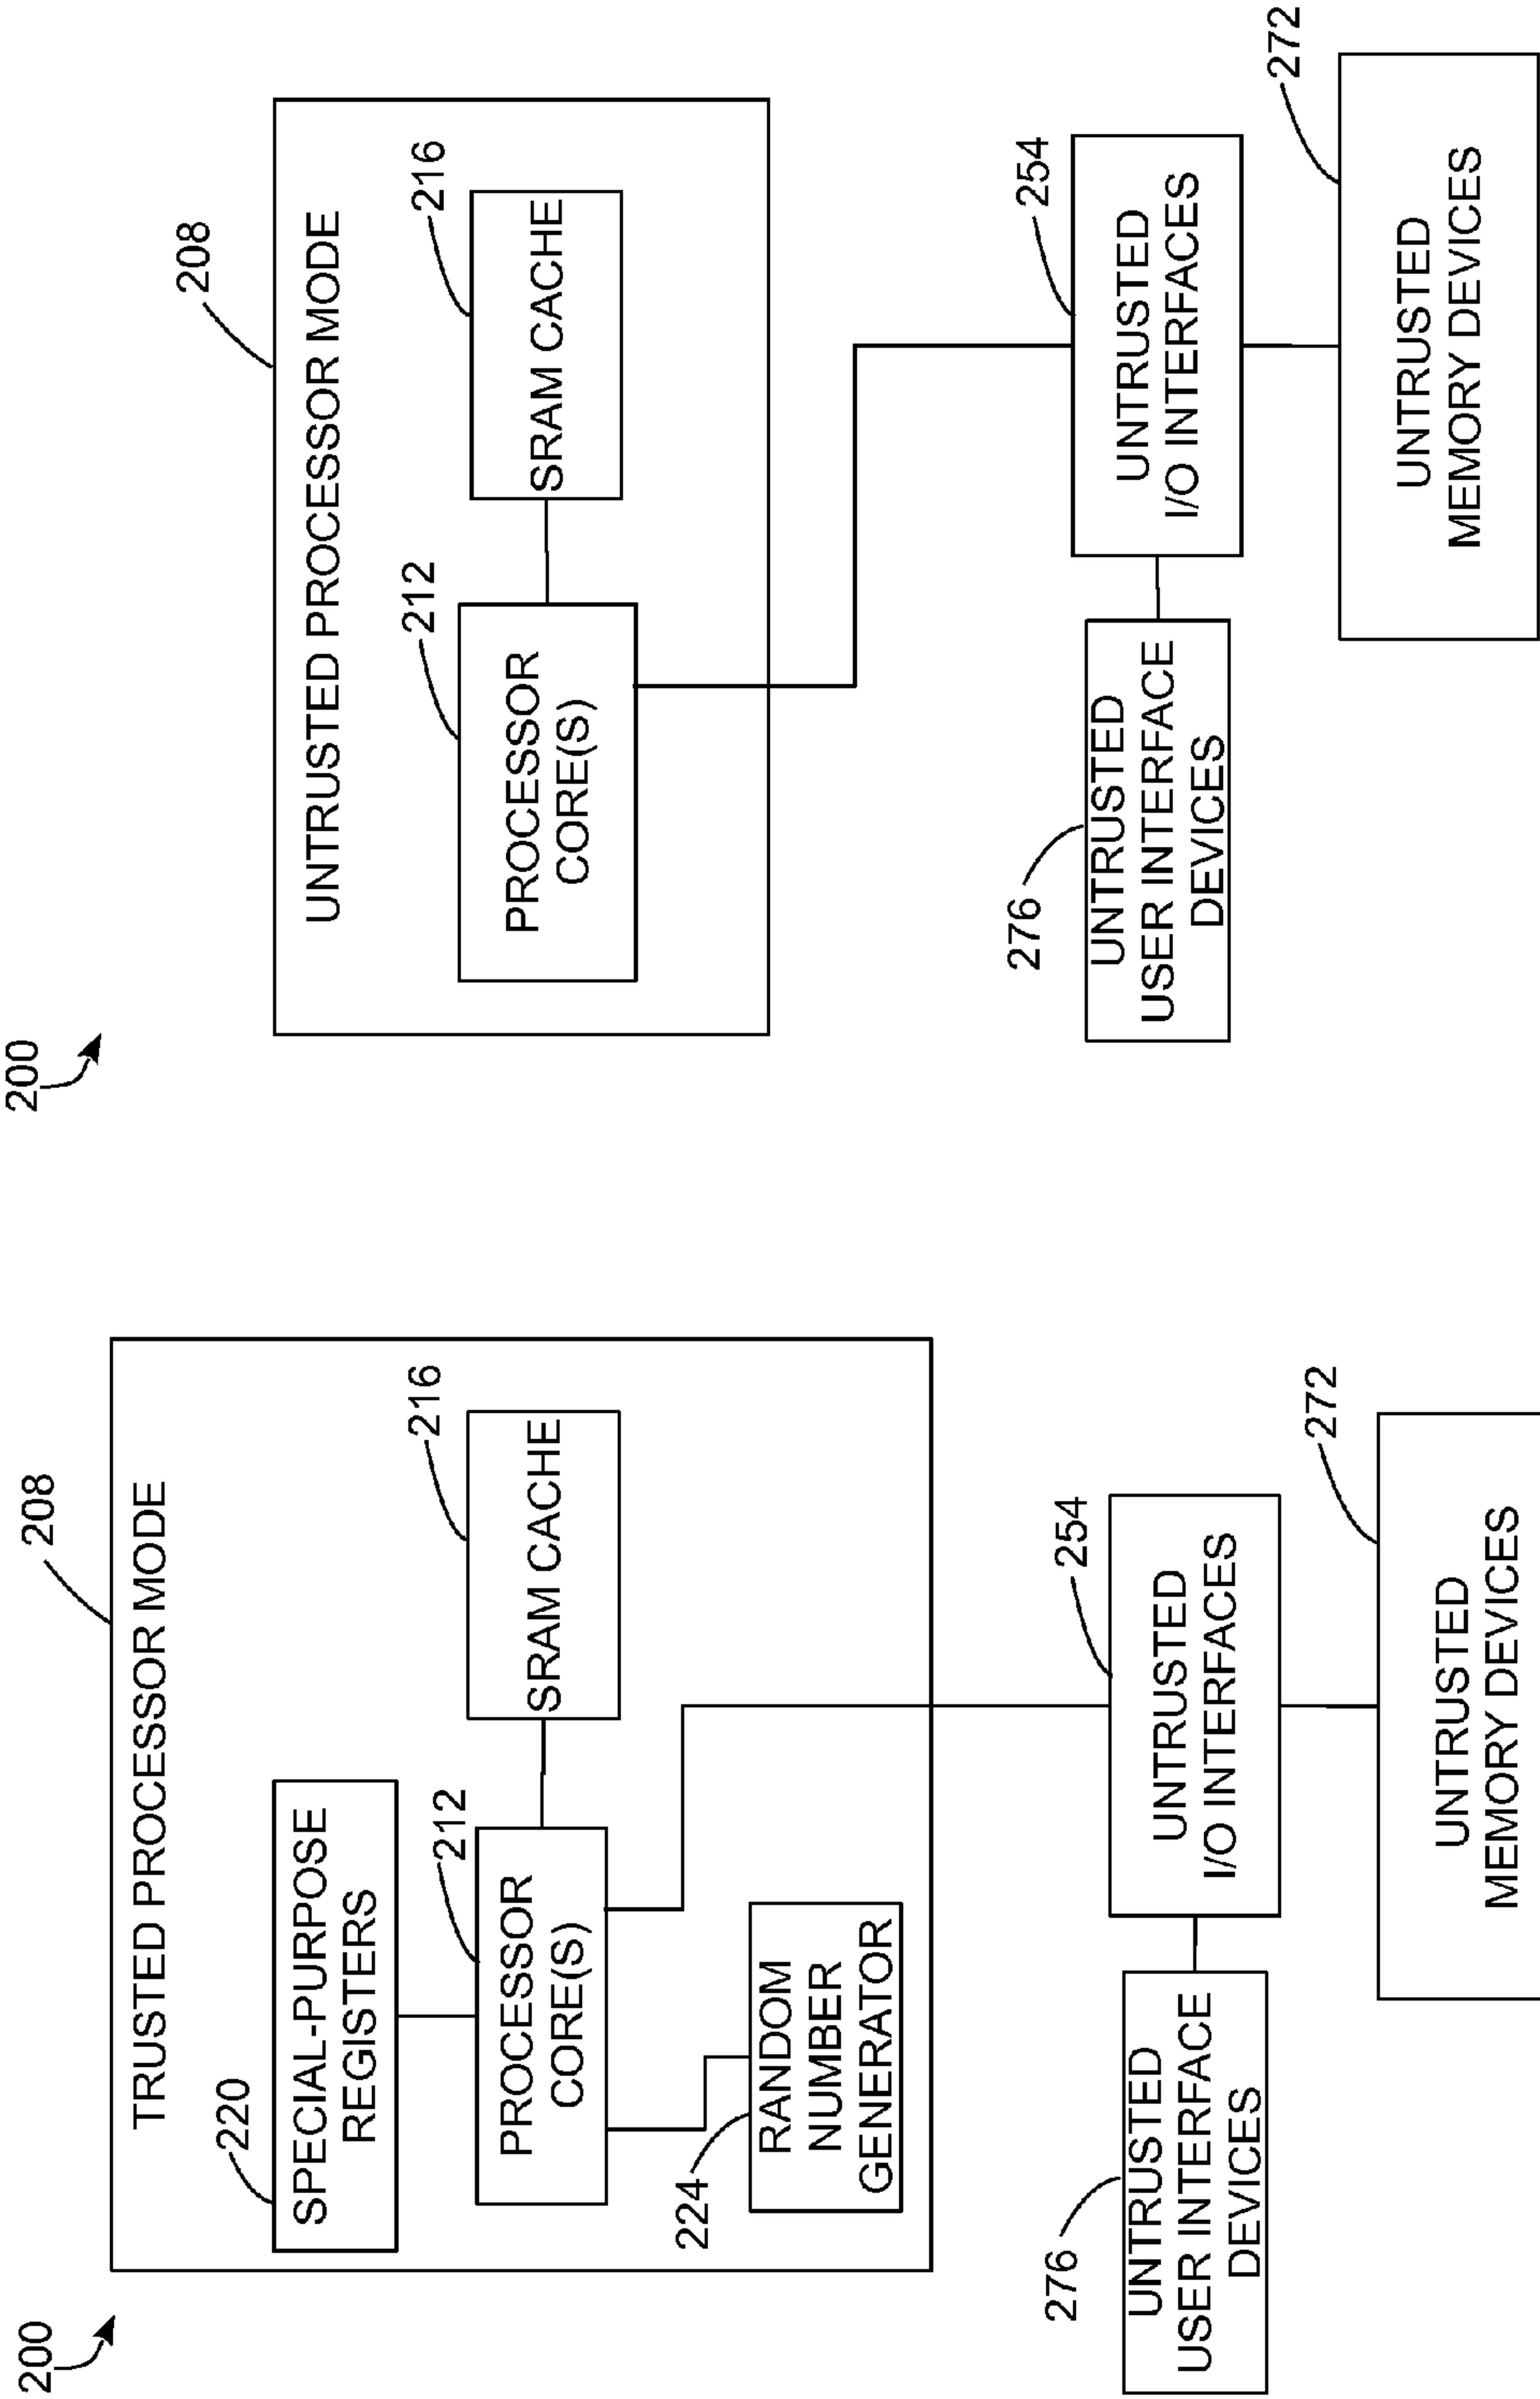 200
208
TRUSTED PROCESSOR MODE
220
SPECIAL-PURPOSE
REGISTERS
212
216
PROCESSOR
CORE(S)
SRAM CACHE
224
RANDOM
NUMBER
GENERATOR
254
276
UNTRUSTED
I/O INTERFACES
UNTRUSTED
USER INTERFACE
DEVICES
272
UNTRUSTED
MEMORY DEVICES
200
208
UNTRUSTED PROCESSOR MODE
212
216
PROCESSOR
CORE(S)
SRAM CACHE
254
276
UNTRUSTED
I/O INTERFACES
UNTRUSTED
USER INTERFACE
DEVICES
272
UNTRUSTED
MEMORY DEVICES